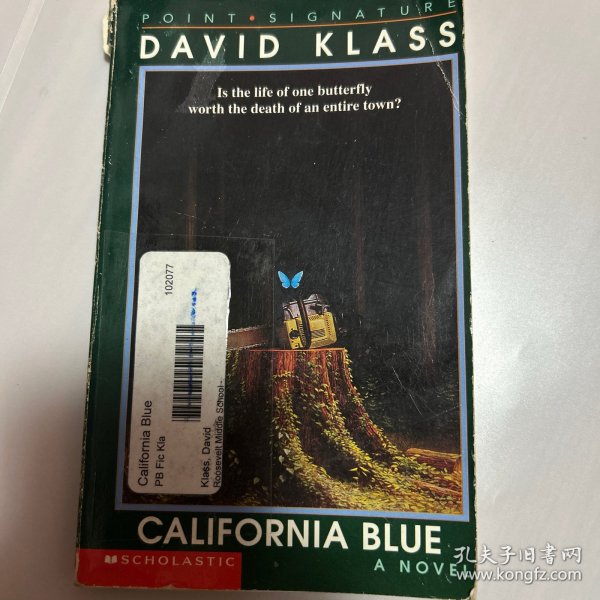 POINT • SIGNATURE
DAVID KLASS
Is the life of one butterfly
worth the death of an entire town?
102077
California Blue
PB Fic Kla
Klass, David
Roosevelt Middle School
CALIFORNIA BLUE
A NOVEL
SCHOLASTIC
孔夫子旧书网
www.kongfz.com